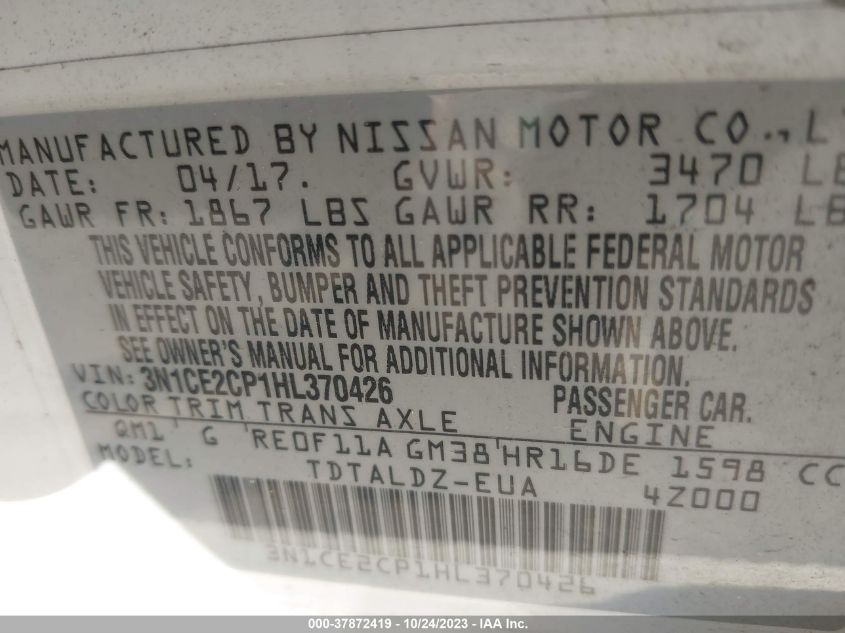 MANUFACTURED BY NISSAN MOTOR CO.,
DATE: 04/17. GVWR: 3470 LB
GAWR FR: 1867 LBS GAWR RR: 1704 LB
THIS VEHICLE CONFORMS TO ALL APPLICABLE FEDERAL MOTOR
VEHICLE SAFETY, BUMPER AND THEFT PREVENTION STANDARDS
IN EFFECT ON THE DATE OF MANUFACTURE SHOWN ABOVE.
SEE OWNER'S MANUAL FOR ADDITIONAL INFORMATION.
VIN: 3N1CE2CP1HL370426 PASSENGER CAR.
COLOR TRIM TRANS AXLE ENGINE
QM1 G RE0F11A GM38 HR16DE 1598 CC
MODEL: TDTALDZ-EUA 4Z000
3N1CE2CP1HL370426
000-37872419 - 10/24/2023 - IAA Inc.